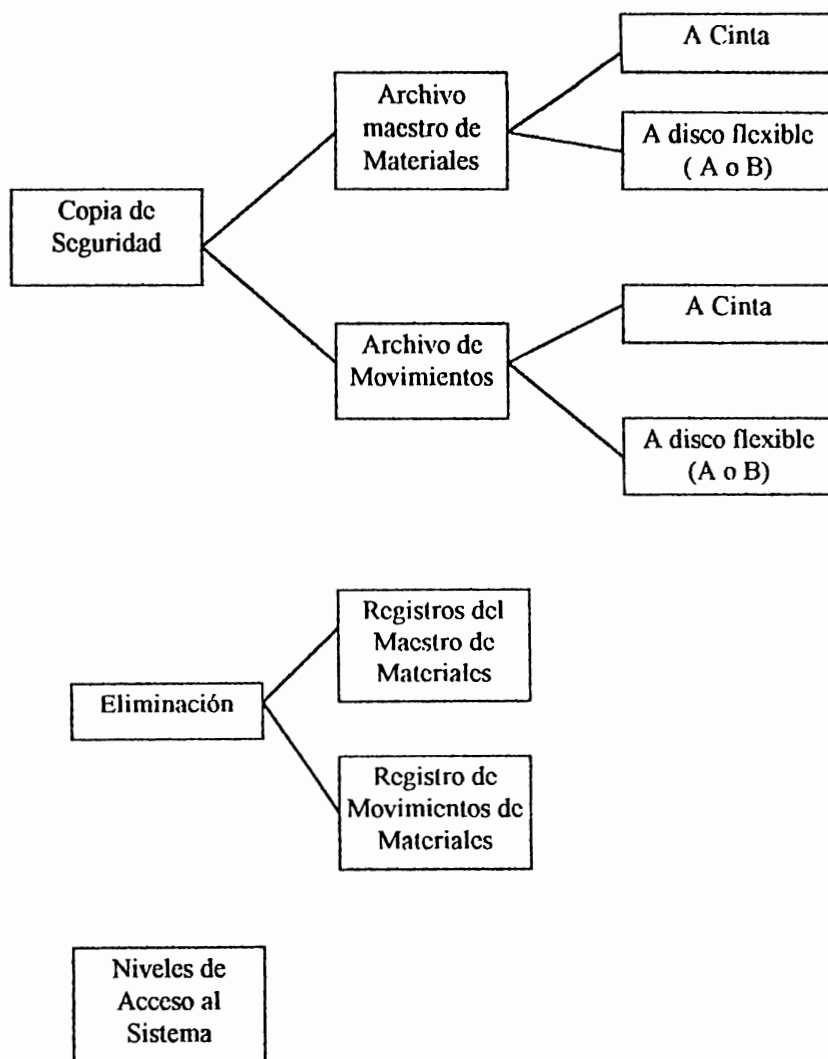 A Cinta
Archivo
maestro de
Materiales
A disco flexible
( A o B)
Copia de
Seguridad
A Cinta
Archivo de
Movimientos
A disco flexible
(A o B)
Registros del
Maestro de
Materiales
Eliminación
Registro de
Movimientos de
Materiales
Niveles de
Acceso al
Sistema